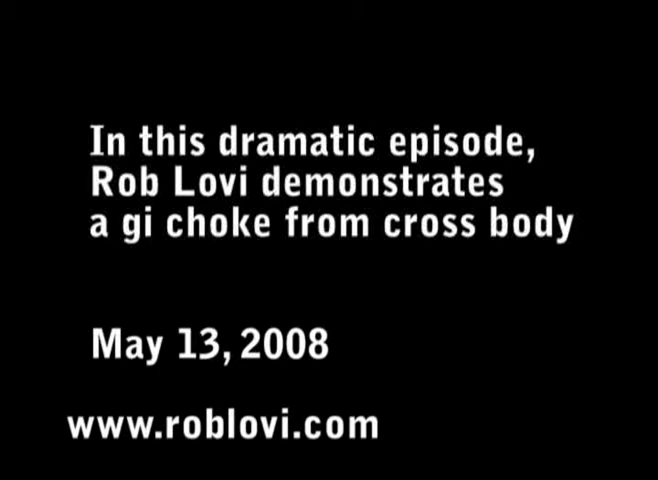 In this dramatic episode,
Rob Lovi demonstrates
a gi choke from cross body
May 13, 2008
www.roblovi.com